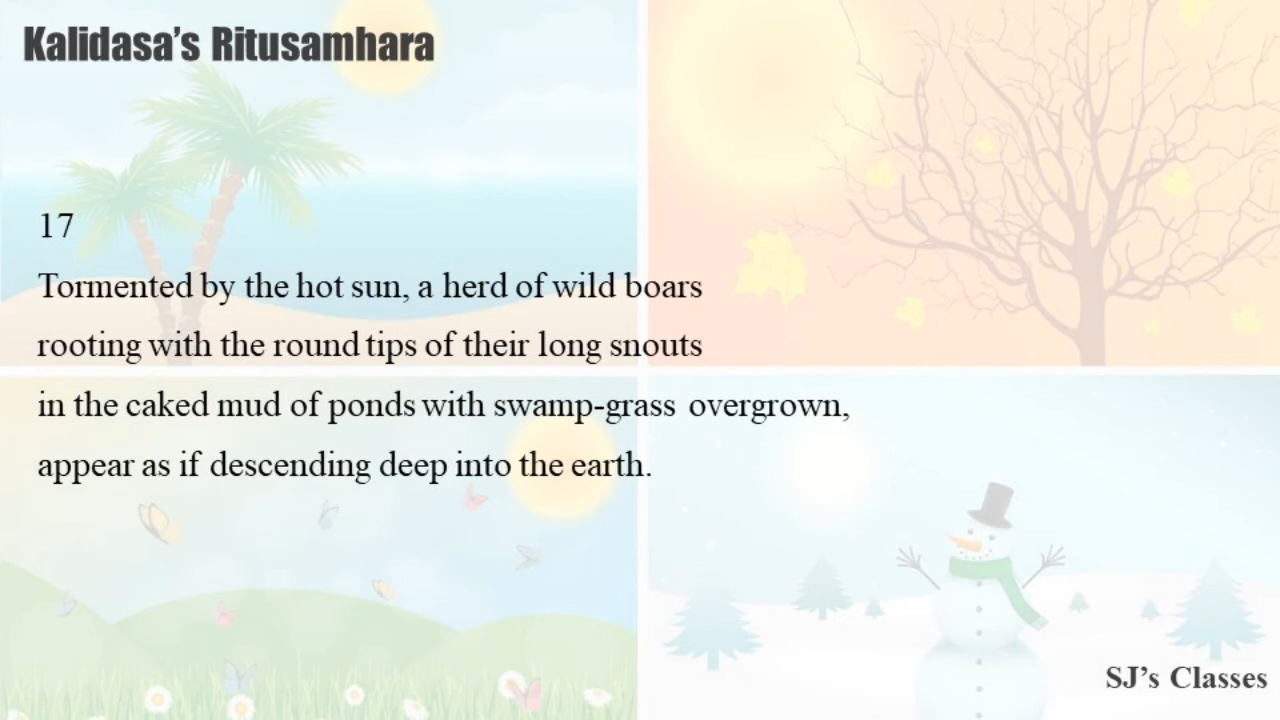 Kalidasa’s Ritusamhara
17
Tormented by the hot sun, a herd of wild boars
rooting with the round tips of their long snouts
in the caked mud of ponds with swamp-grass overgrown,
appear as if descending deep into the earth.
SJ’s Classes